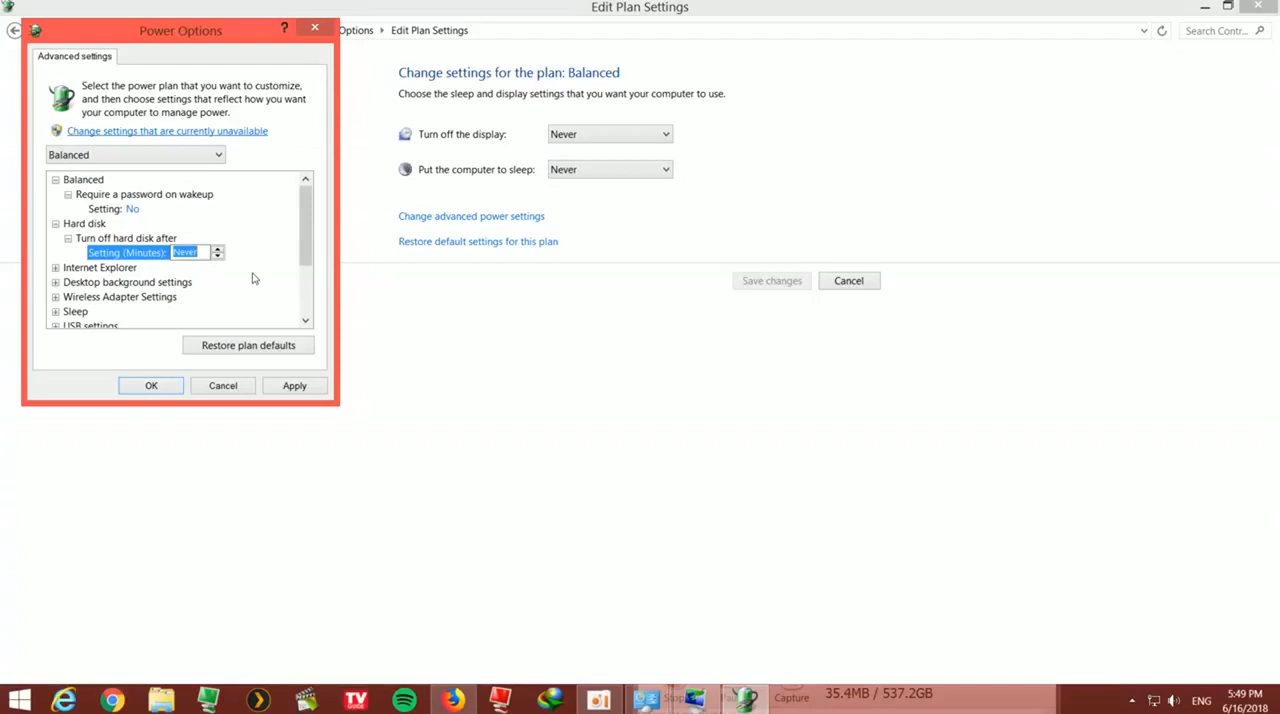 Edit Plan Settings
Power Options
?
Options
Edit Plan Settings
Search Contr...
Advanced settings
Select the power plan that you want to customize,
and then choose settings that reflect how you want
your computer to manage power.
Change settings that are currently unavailable
Balanced
Balanced
Require a password on wakeup
Setting: No
Hard disk
Turn off hard disk after
Setting (Minutes): Never
Internet Explorer
Desktop background settings
Wireless Adapter Settings
Sleep
USB settings
Restore plan defaults
OK
Cancel
Apply
Change settings for the plan: Balanced
Choose the sleep and display settings that you want your computer to use.
Turn off the display:
Never
Put the computer to sleep:
Never
Change advanced power settings
Restore default settings for this plan
Save changes
Cancel
TV
Capture
35.4MB / 537.2GB
ENG
5:49 PM
6/16/2018